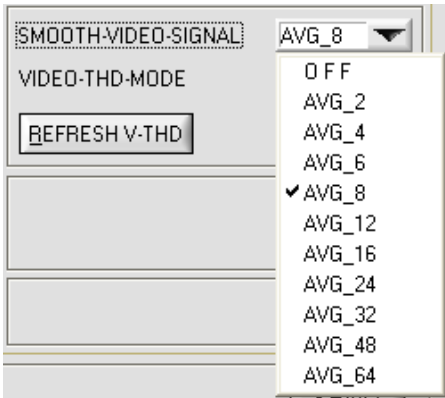 SMOOTH-VIDEO-SIGNAL AVG_8
VIDEO-THD-MODE
REFRESH V-THD
OFF
AVG_2
AVG_4
AVG_6
AVG_8
AVG_12
AVG_16
AVG_24
AVG_32
AVG_48
AVG_64